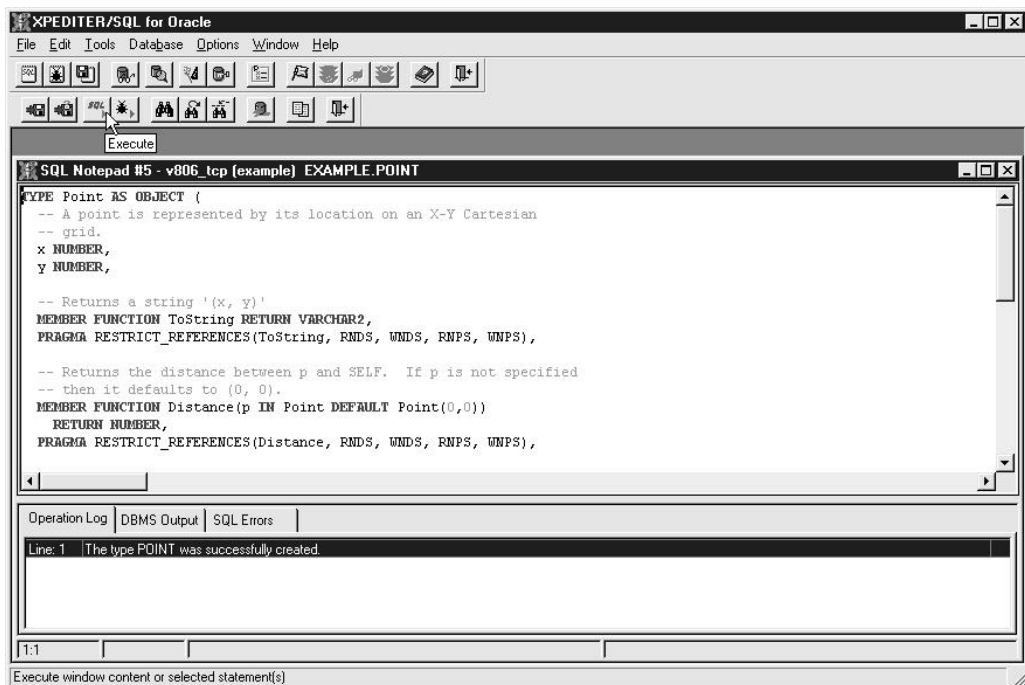 XPEDITER/SQL for Oracle
File Edit Tools Database Options Window Help
SQL
SQL
Execute
SQL Notepad #5 - v806_tcp (example) EXAMPLE.POINT
TYPE Point AS OBJECT (
-- A point is represented by its location on an X-Y Cartesian
-- grid.
x NUMBER,
y NUMBER,
-- Returns a string '(x, y)'
MEMBER FUNCTION ToString RETURN VARCHAR2,
PRAGMA RESTRICT_REFERENCES(ToString, RNDS, WNDS, RNPS, WNPS),
-- Returns the distance between p and SELF. If p is not specified
-- then it defaults to (0, 0).
MEMBER FUNCTION Distance(p IN Point DEFAULT Point(0,0))
RETURN NUMBER,
PRAGMA RESTRICT_REFERENCES(Distance, RNDS, WNDS, RNPS, WNPS),
Operation Log DBMS Output SQL Errors
Line: 1 The type POINT was successfully created.
1:1
Execute window content or selected statement(s)